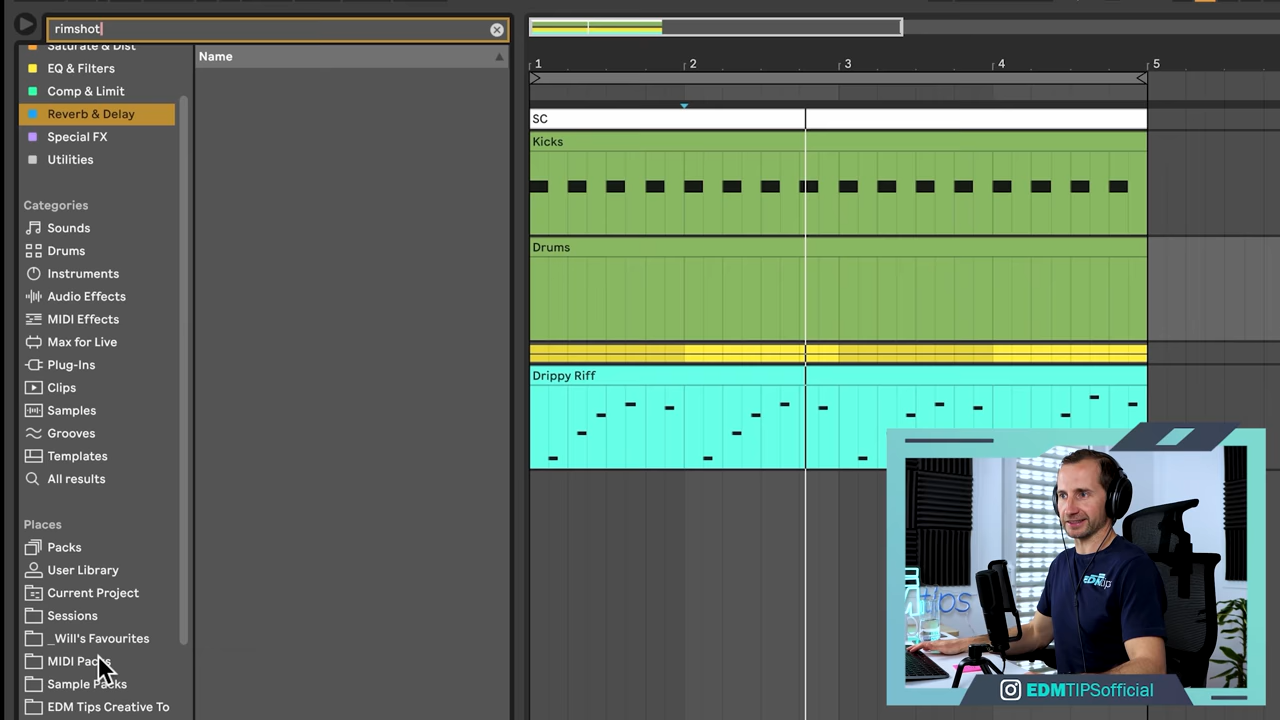 rimshot
Saturate & Dist
EQ & Filters
Comp & Limit
Reverb & Delay
Special FX
Utilities
Categories
Sounds
Drums
Instruments
Audio Effects
MIDI Effects
Max for Live
Plug-Ins
Clips
Samples
Grooves
Templates
All results
Places
Packs
User Library
Current Project
Sessions
_Will's Favourites
MIDI Packs
Sample Packs
EDM Tips Creative To
Name
1 2 3 4 5
SC
Kicks
Drums
Drippy Riff
tips
EDMTIPSofficial